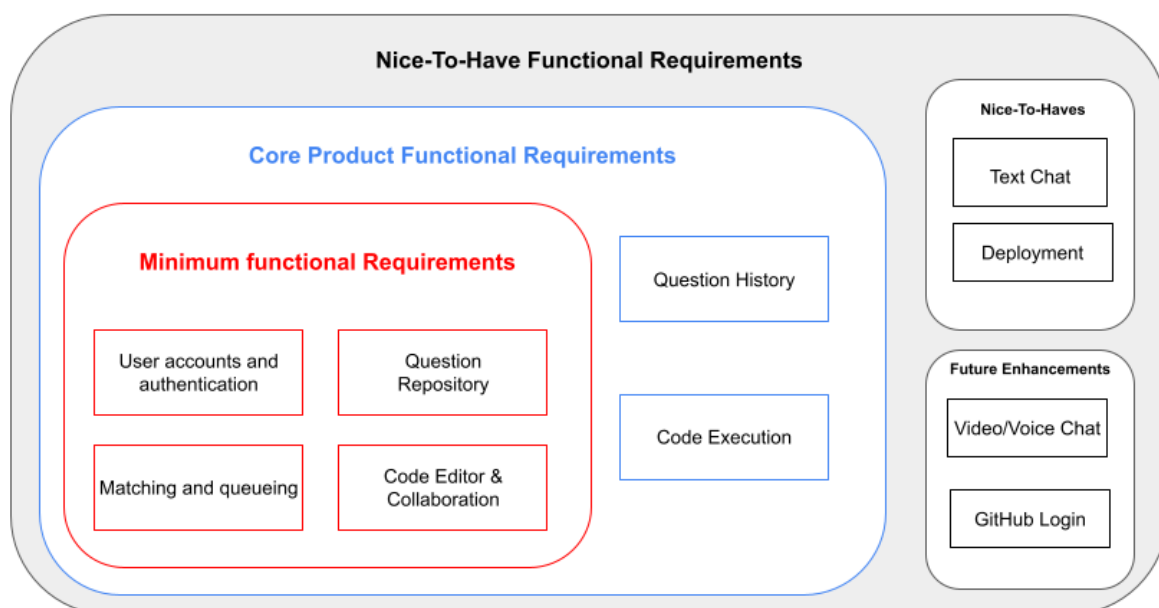 Nice-To-Have Functional Requirements
Core Product Functional Requirements
Minimum functional Requirements
User accounts and
authentication
Question
Repository
Matching and queueing
Code Editor &
Collaboration
Question History
Code Execution
Nice-To-Haves
Text Chat
Deployment
Future Enhancements
Video/Voice Chat
GitHub Login